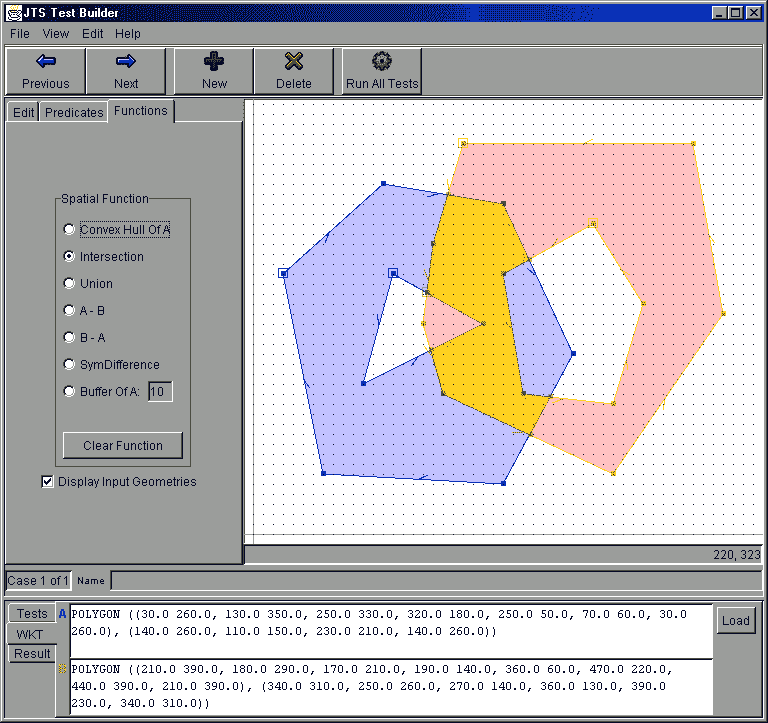 JTS Test Builder
File View Edit Help
Previous Next New Delete Run All Tests
Edit Predicates Functions
Spatial Function
Convex Hull Of A
Intersection
Union
A - B
B - A
SymDifference
Buffer Of A: 10
Clear Function
Display Input Geometries
220, 323
Case 1 of 1 Name
Tests
WKT
Result
A
POLYGON ((30.0 260.0, 130.0 350.0, 250.0 330.0, 320.0 180.0, 250.0 50.0, 70.0 60.0, 30.0
260.0), (140.0 260.0, 110.0 150.0, 230.0 210.0, 140.0 260.0))
Load
POLYGON ((210.0 390.0, 180.0 290.0, 170.0 210.0, 190.0 140.0, 360.0 60.0, 470.0 220.0,
440.0 390.0, 210.0 390.0), (340.0 310.0, 250.0 260.0, 270.0 140.0, 360.0 130.0, 390.0
230.0, 340.0 310.0))